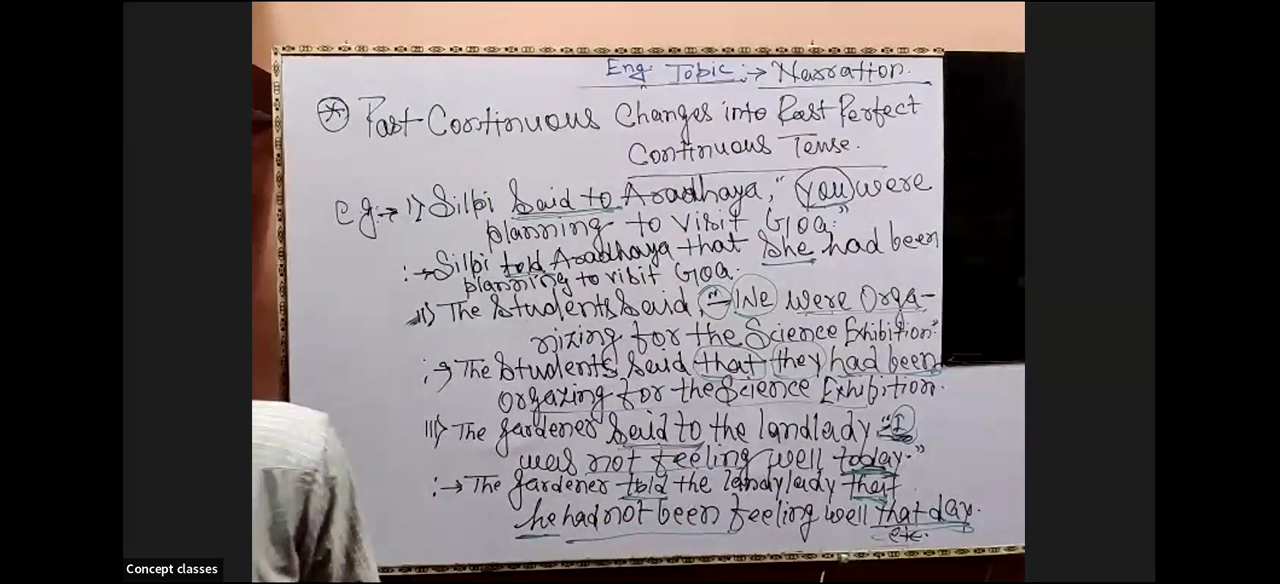 Eng. Topic :→ Narration.
* Past Continuous Changes into Past Perfect
Continuous Tense.
eg:→ i) Silpi Said to Aradhaya, "You were
planning to visit Goa."
:→ Silpi told Aradhaya that She had been
planning to visit Goa.
ii) The Students Said, "We were Orga-
nizing for the Science Exhibition."
:→ The Students Said that they had been
Orgazing for the Science Exhibition.
iii) The gardener Said to the landlady "I
was not feeling well today."
:→ The gardener told the landylady that
he had not been feeling well that day.
etc.
Concept classes